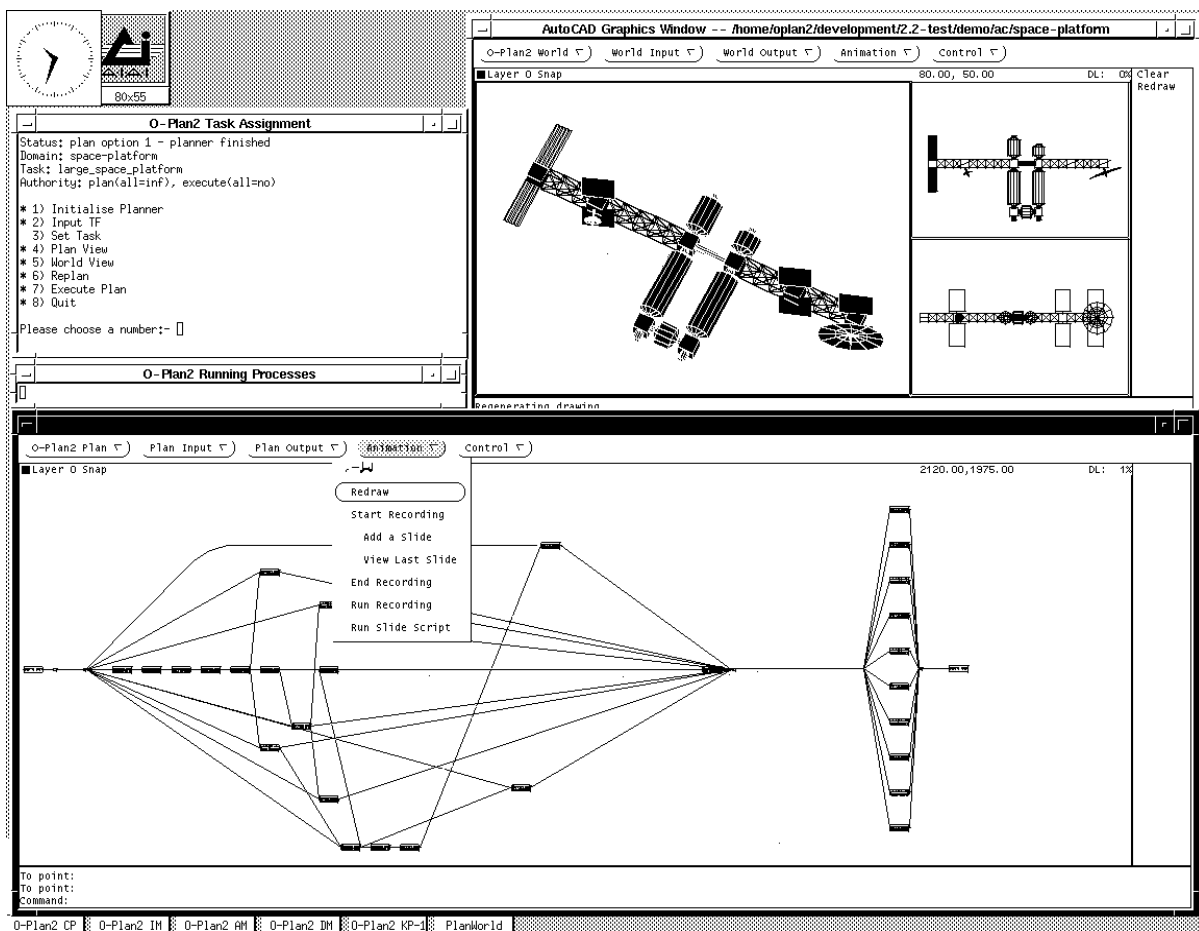 AIAI
80x55
O-Plan2 Task Assignment
Status: plan option 1 - planner finished
Domain: space-platform
Task: large_space_platform
Authority: plan(all=inf), execute(all=no)
* 1) Initialise Planner
* 2) Input TF
3) Set Task
* 4) Plan View
* 5) World View
* 6) Replan
* 7) Execute Plan
* 8) Quit
Please choose a number:-
O-Plan2 Running Processes
AutoCAD Graphics Window -- /home/oplan2/development/2.2-test/demo/ac/space-platform
O-Plan2 World World Input World Output Animation Control
Layer 0 Snap 80.00, 50.00 DL: 0% Clear
Redraw
Regenerating drawing
O-Plan2 Plan Plan Input Plan Output Animation Control
Layer 0 Snap 2120.00,1975.00 DL: 1%
Redraw
Start Recording
Add a Slide
View Last Slide
End Recording
Run Recording
Run Slide Script
To point:
To point:
Command:
O-Plan2 CP O-Plan2 IM O-Plan2 AM O-Plan2 DM O-Plan2 KP-1 PlanWorld